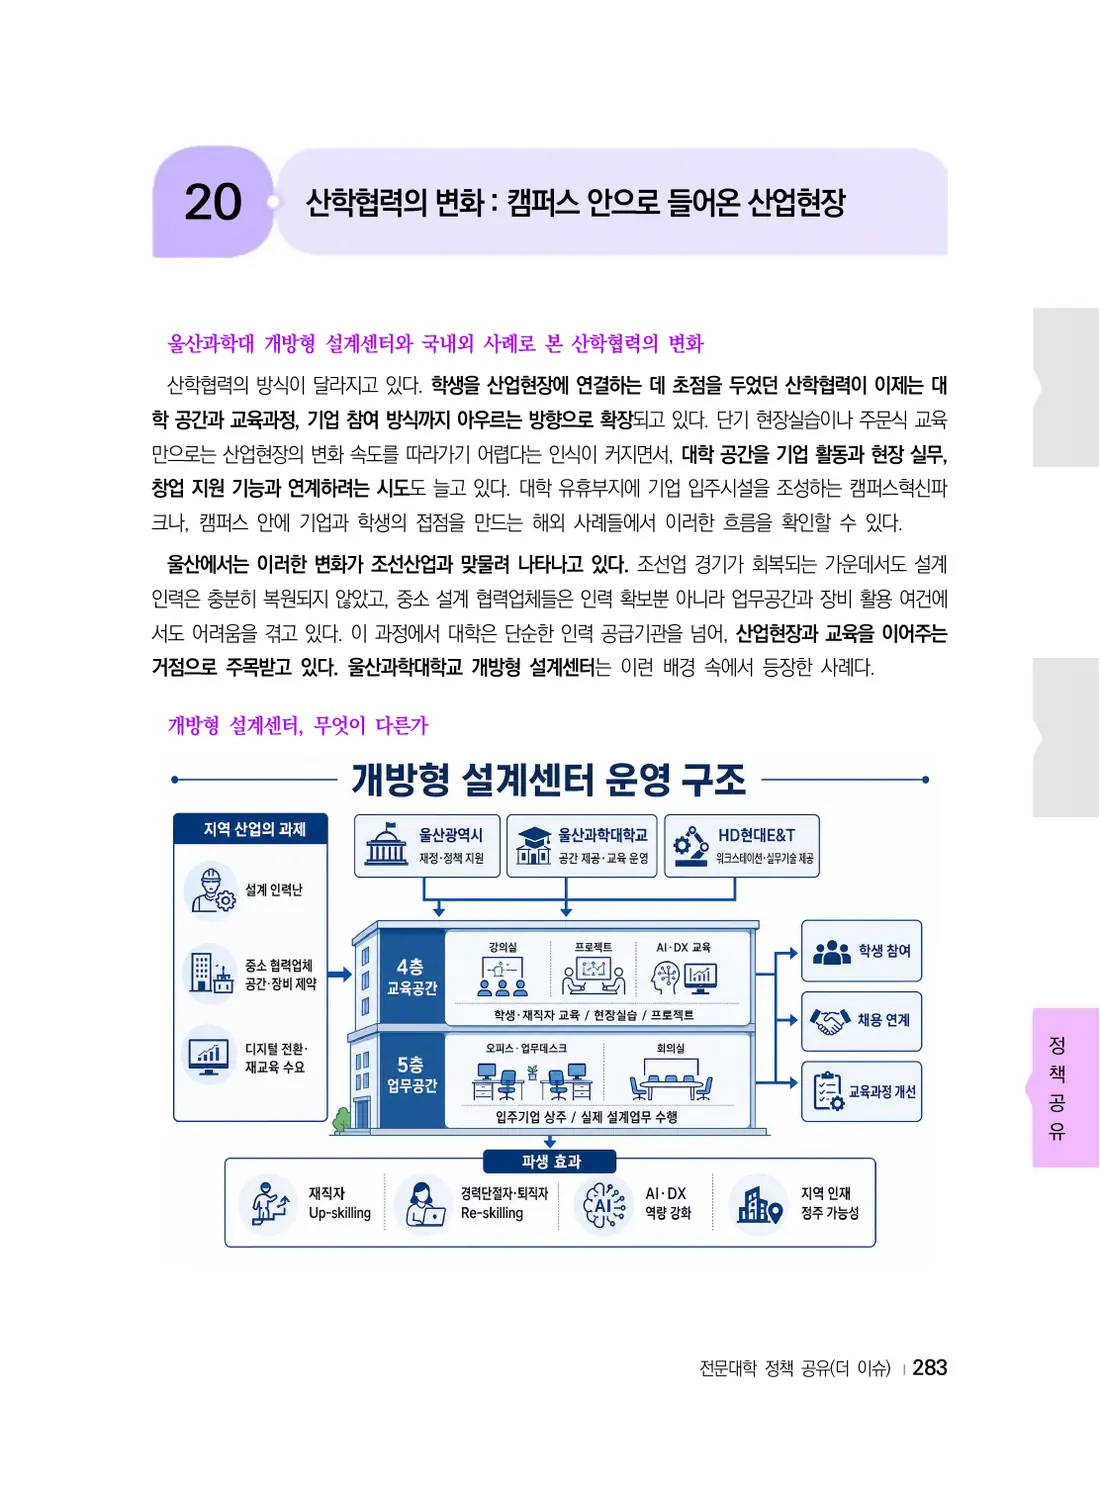 20
산학협력의 변화 : 캠퍼스 안으로 들어온 산업현장
울산과학대 개방형 설계센터와 국내외 사례로 본 산학협력의 변화
산학협력의 방식이 달라지고 있다. 학생을 산업현장에 연결하는 데 초점을 두었던 산학협력이 이제는 대
학 공간과 교육과정, 기업 참여 방식까지 아우르는 방향으로 확장되고 있다. 단기 현장실습이나 주문식 교육
만으로는 산업현장의 변화 속도를 따라가기 어렵다는 인식이 커지면서, 대학 공간을 기업 활동과 현장 실무,
창업 지원 기능과 연계하려는 시도도 늘고 있다. 대학 유휴부지에 기업 입주시설을 조성하는 캠퍼스혁신파
크나, 캠퍼스 안에 기업과 학생의 접점을 만드는 해외 사례들에서 이러한 흐름을 확인할 수 있다.
울산에서는 이러한 변화가 조선산업과 맞물려 나타나고 있다. 조선업 경기가 회복되는 가운데서도 설계
인력은 충분히 복원되지 않았고, 중소 설계 협력업체들은 인력 확보뿐 아니라 업무공간과 장비 활용 여건에
서도 어려움을 겪고 있다. 이 과정에서 대학은 단순한 인력 공급기관을 넘어, 산업현장과 교육을 이어주는
거점으로 주목받고 있다. 울산과학대학교 개방형 설계센터는 이런 배경 속에서 등장한 사례다.
개방형 설계센터, 무엇이 다른가
개방형 설계센터 운영 구조
지역 산업의 과제
설계 인력난
중소 협력업체
공간·장비 제약
디지털 전환·
재교육 수요
울산광역시
재정·정책 지원
울산과학대학교
공간 제공·교육 운영
HD현대E&T
워크스테이션·실무기술 제공
4층
교육공간
강의실
프로젝트
AI·DX 교육
학생·재직자 교육 / 현장실습 / 프로젝트
5층
업무공간
오피스·업무데스크
회의실
입주기업 상주 / 실제 설계업무 수행
학생 참여
채용 연계
교육과정 개선
파생 효과
재직자
Up-skilling
경력단절자·퇴직자
Re-skilling
AI
AI·DX
역량 강화
지역 인재
정주 가능성
정
책
공
유
전문대학 정책 공유(더 이슈) | 283